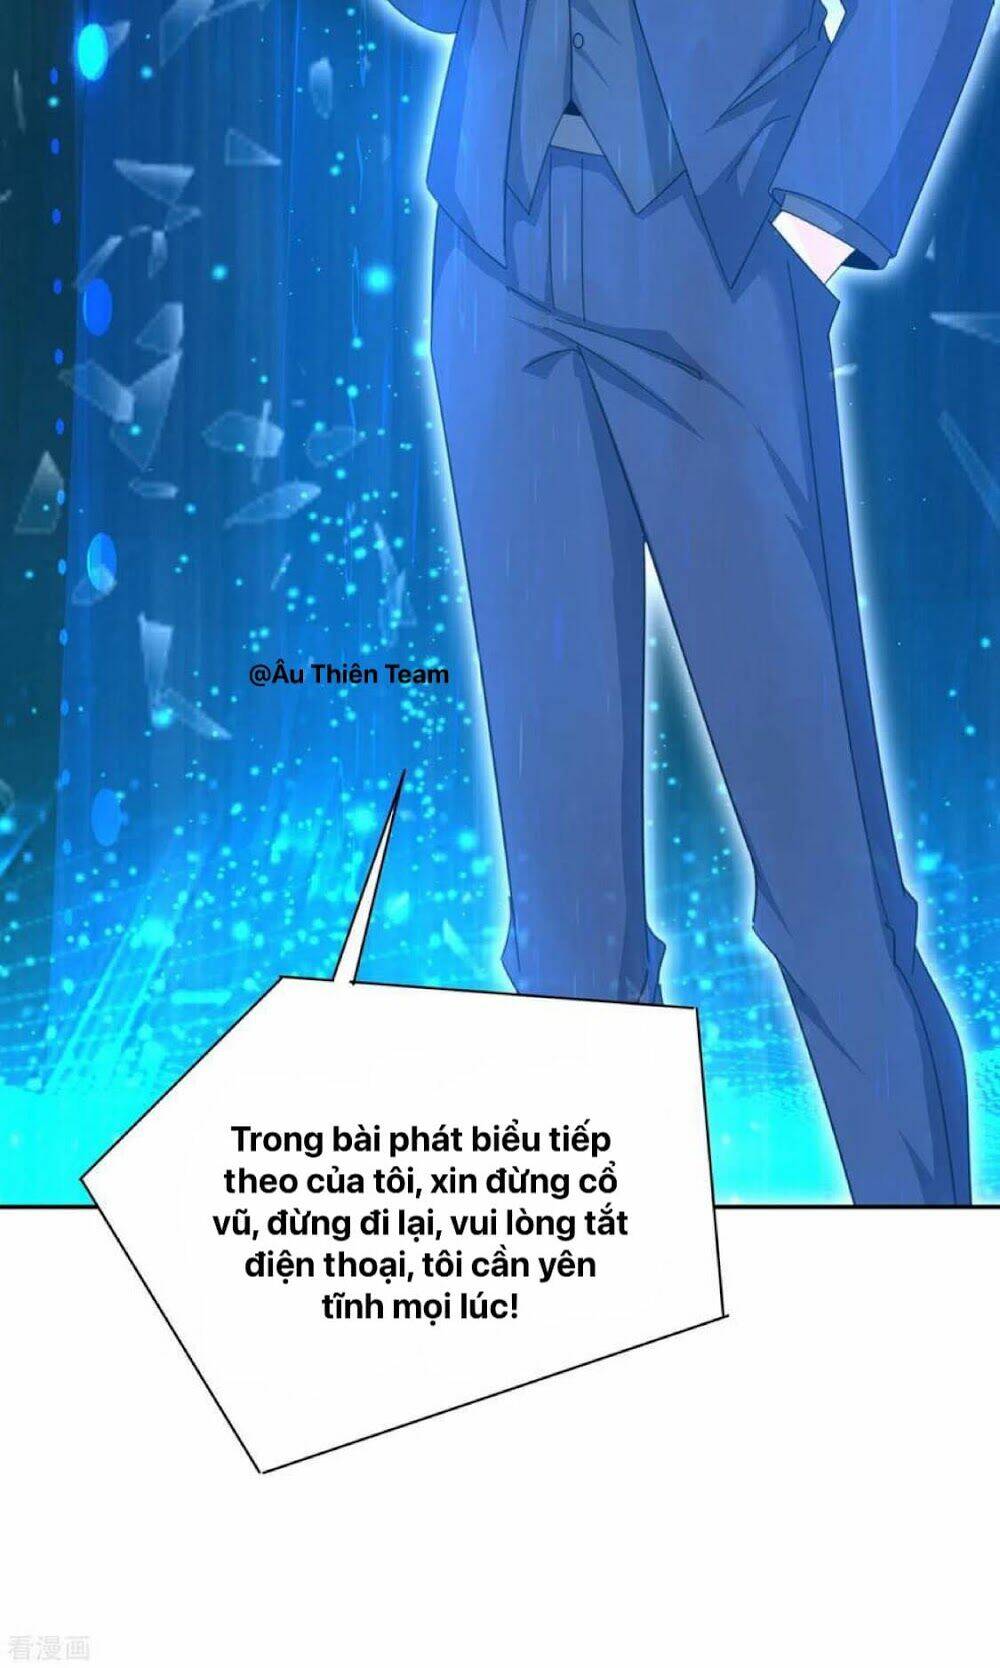 @Âu Thiên Team
Trong bài phát biểu tiếp
theo của tôi, xin đừng cổ
vũ, đừng đi lại, vui lòng tắt
điện thoại, tôi cần yên
tĩnh mọi lúc!
看漫画